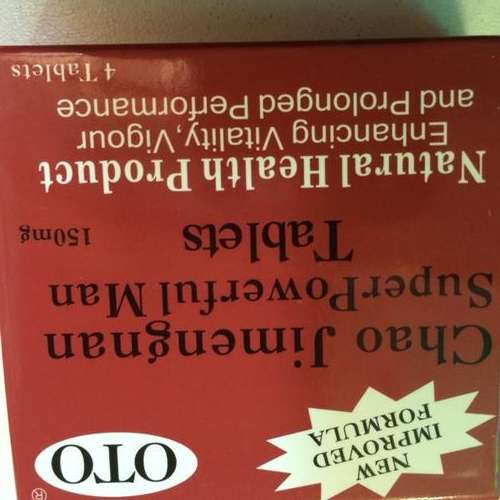 OTO
®
NEW
IMPROVED
FORMULA
Chao Jimengnan
SuperPowerful Man
Tablets
150mg
Natural Health Product
Enhancing Vitality, Vigour
and Prolonged Performance
4 Tablets